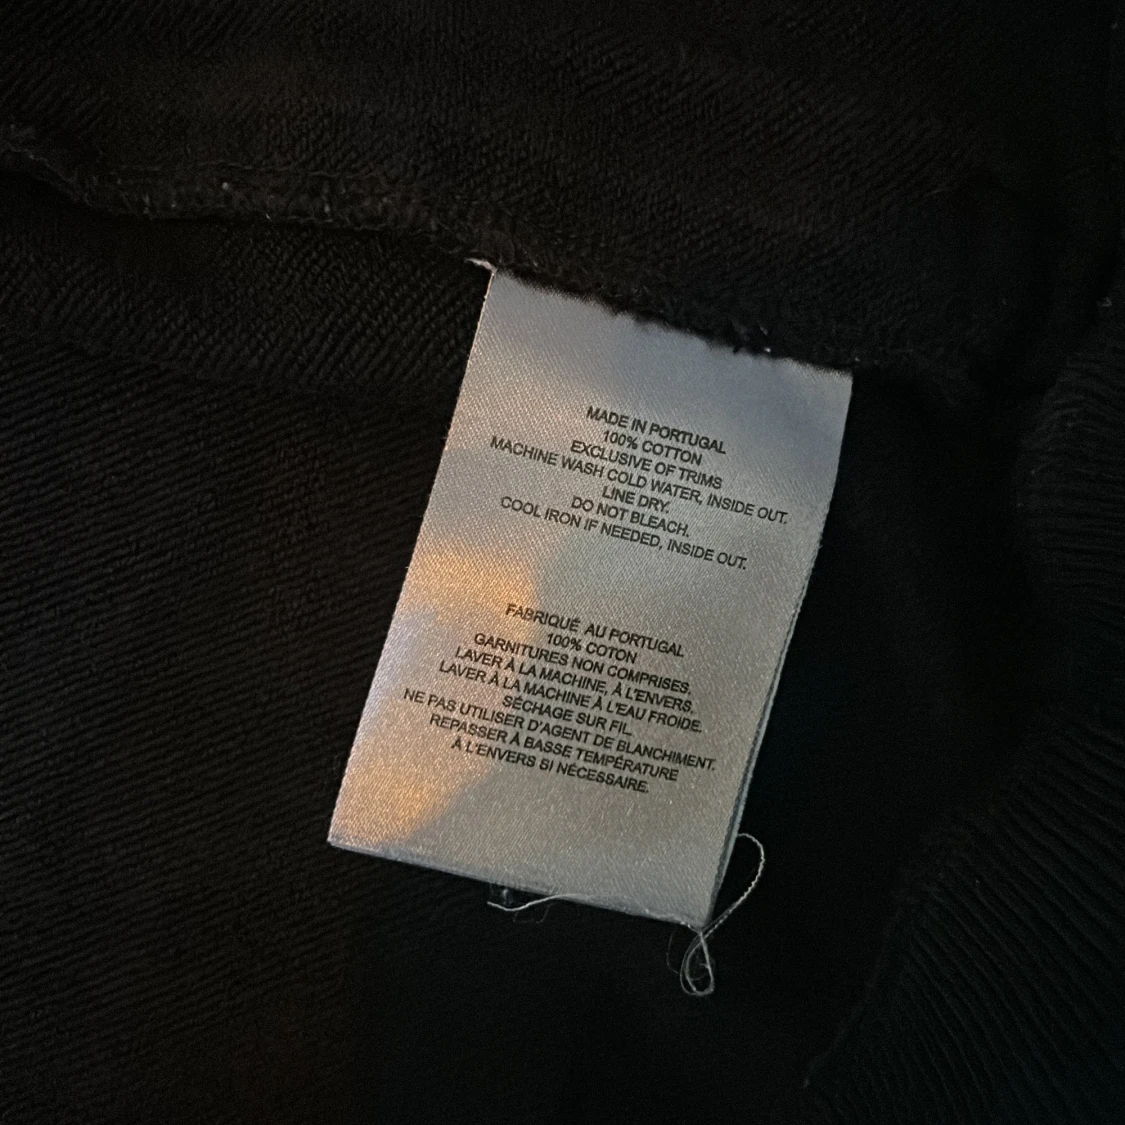 MADE IN PORTUGAL
100% COTTON
EXCLUSIVE OF TRIMS
MACHINE WASH COLD WATER, INSIDE OUT.
LINE DRY.
DO NOT BLEACH.
COOL IRON IF NEEDED, INSIDE OUT.
FABRIQUÉ AU PORTUGAL
100% COTON
GARNITURES NON COMPRISES.
LAVER À LA MACHINE, À L'ENVERS.
LAVER À LA MACHINE À L'EAU FROIDE.
SÉCHAGE SUR FIL.
NE PAS UTILISER D'AGENT DE BLANCHIMENT.
REPASSER À BASSE TEMPÉRATURE
À L'ENVERS SI NÉCESSAIRE.